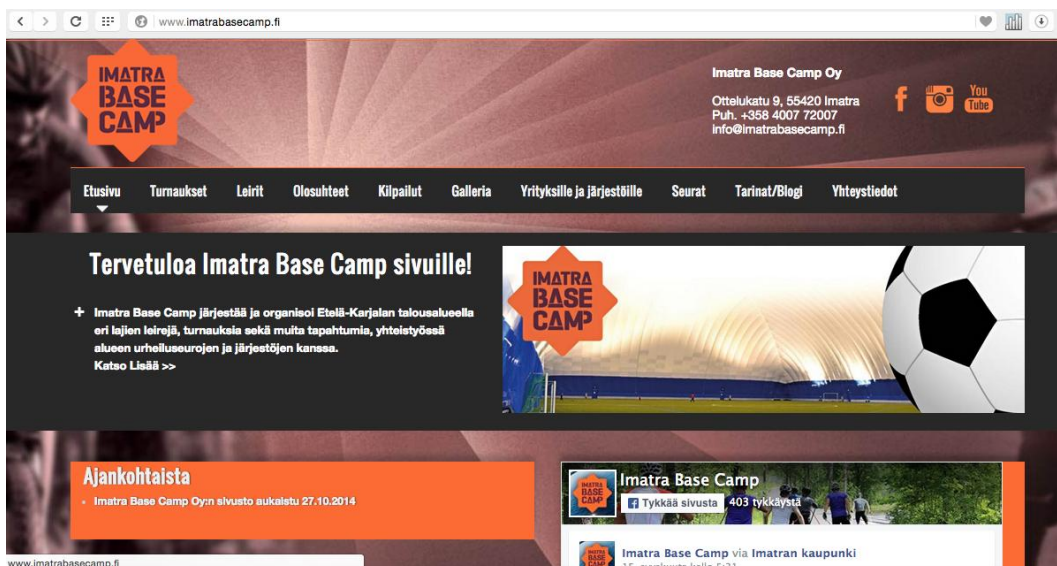 www.imatrabasecamp.fi
IMATRA
BASE
CAMP
Imatra Base Camp Oy
Ottelukatu 9, 55420 Imatra
Puh. +358 4007 72007
info@imatrabasecamp.fi
f
You
Tube
Etusivu Turnaukset Leirit Olosuhteet Kilpailut Galleria Yrityksille ja järjestöille Seurat Tarinat/Blogi Yhteystiedot
Tervetuloa Imatra Base Camp sivuille!
Imatra Base Camp järjestää ja organisoi Etelä-Karjalan talousalueella
eri lajien leirejä, turnauksia sekä muita tapahtumia, yhteistyössä
alueen urheiluseurojen ja järjestöjen kanssa.
Katso Lisää >>
IMATRA
BASE
CAMP
Ajankohtaista
Imatra Base Camp Oy:n sivusto aukaistu 27.10.2014
IMATRA
BASE
CAMP
Imatra Base Camp
Tykkää sivusta 403 tykkäystä
Imatra Base Camp via Imatran kaupunki
www.imatrabasecamp.fi